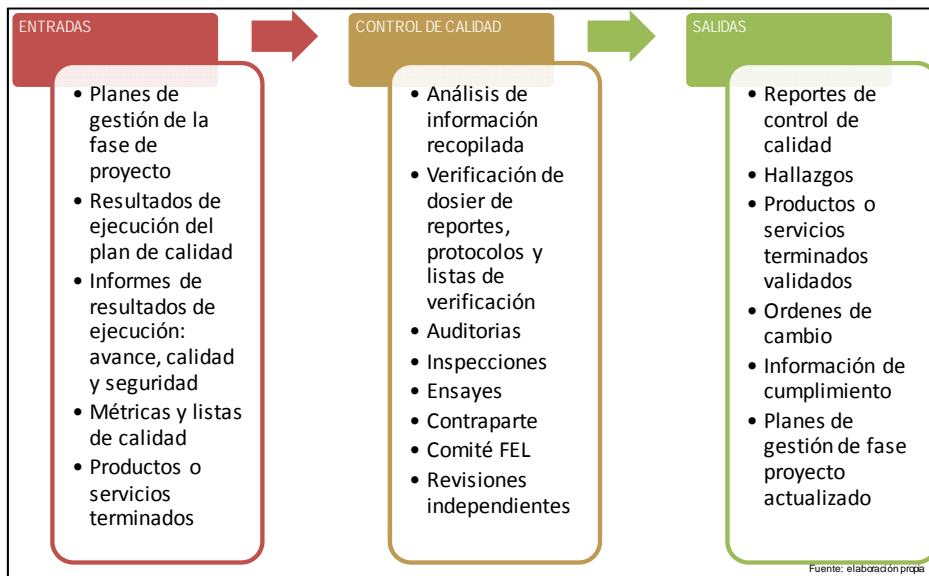 ENTRADAS
• Planes de
gestión de la
fase de
proyecto
• Resultados de
ejecución del
plan de calidad
• Informes de
resultados de
ejecución:
avance, calidad
y seguridad
• Métricas y listas
de calidad
• Productos o
servicios
terminados
CONTROL DE CALIDAD
• Análisis de
información
recopilada
• Verificación de
dosier de
reportes,
protocolos y
listas de
verificación
• Auditorias
• Inspecciones
• Ensayes
• Contraparte
• Comité FEL
• Revisiones
independientes
SALIDAS
• Reportes de
control de
calidad
• Hallazgos
• Productos o
servicios
terminados
validados
• Ordenes de
cambio
• Información de
cumplimiento
• Planes de
gestión de fase
proyecto
actualizado
Fuente: elaboración propia